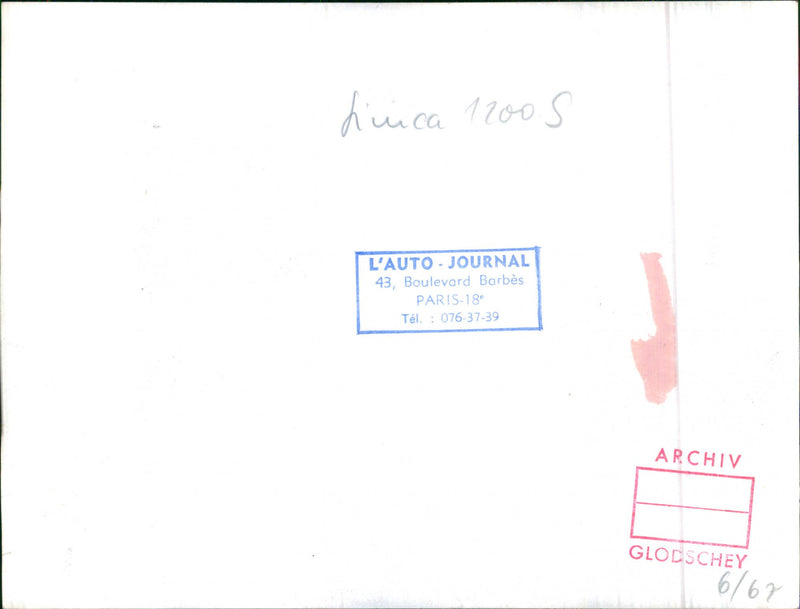 Simca 1200 S
L'AUTO - JOURNAL
43, Boulevard Barbès
PARIS-18e
Tél. : 076-37-39
ARCHIV
GLODSCHEY
6/67